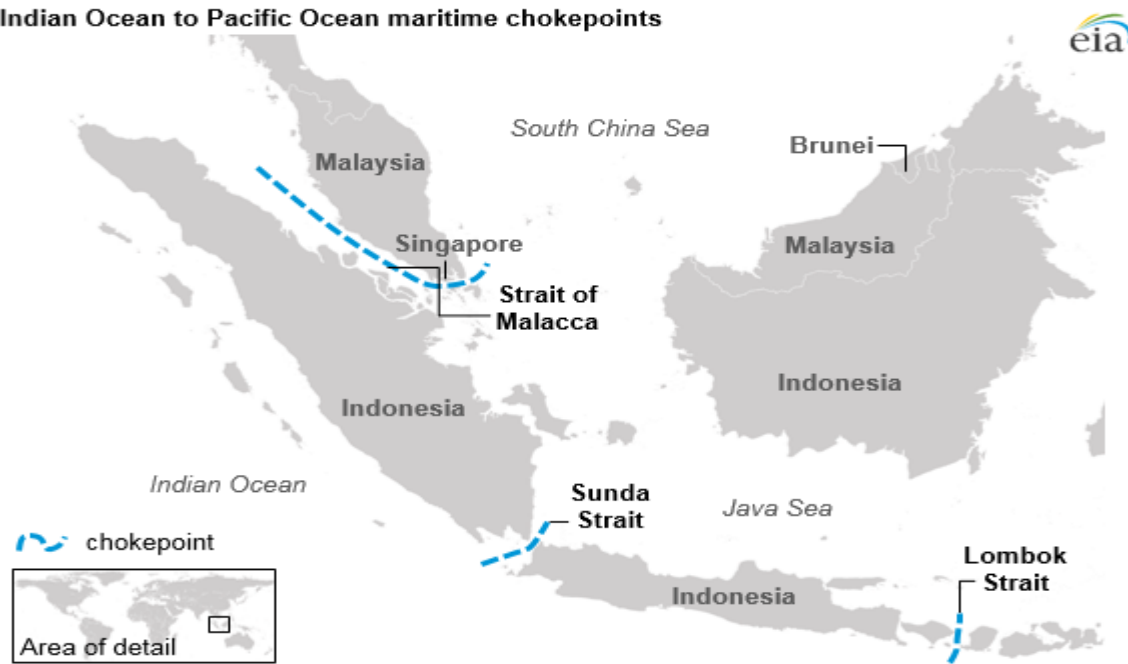 Indian Ocean to Pacific Ocean maritime chokepoints
eia
South China Sea
Brunei
Malaysia
Singapore
Malaysia
Strait of
Malacca
Indonesia
Indonesia
Indian Ocean
Sunda
Strait
Java Sea
chokepoint
Lombok
Strait
Indonesia
Area of detail